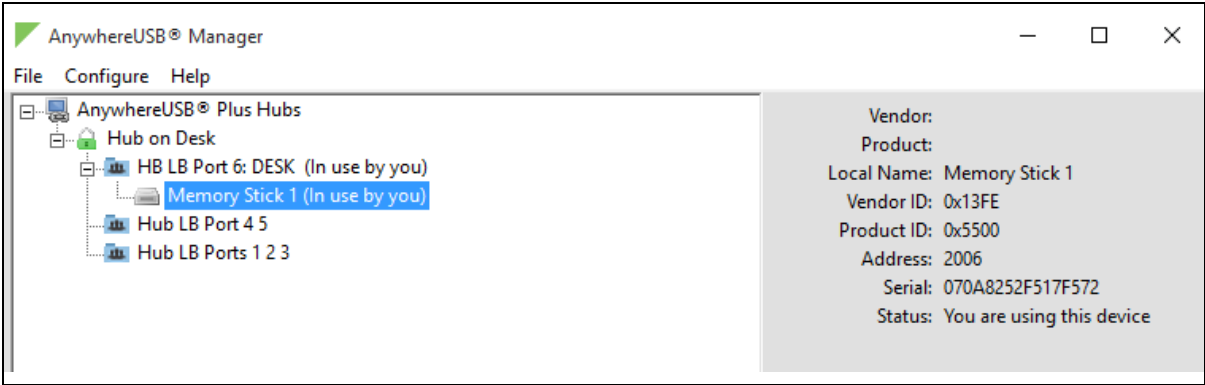 AnywhereUSB® Manager
File Configure Help
AnywhereUSB® Plus Hubs
Hub on Desk
HB LB Port 6: DESK (In use by you)
Memory Stick 1 (In use by you)
Hub LB Port 4 5
Hub LB Ports 1 2 3
Vendor:
Product:
Local Name: Memory Stick 1
Vendor ID: 0x13FE
Product ID: 0x5500
Address: 2006
Serial: 070A8252F517F572
Status: You are using this device